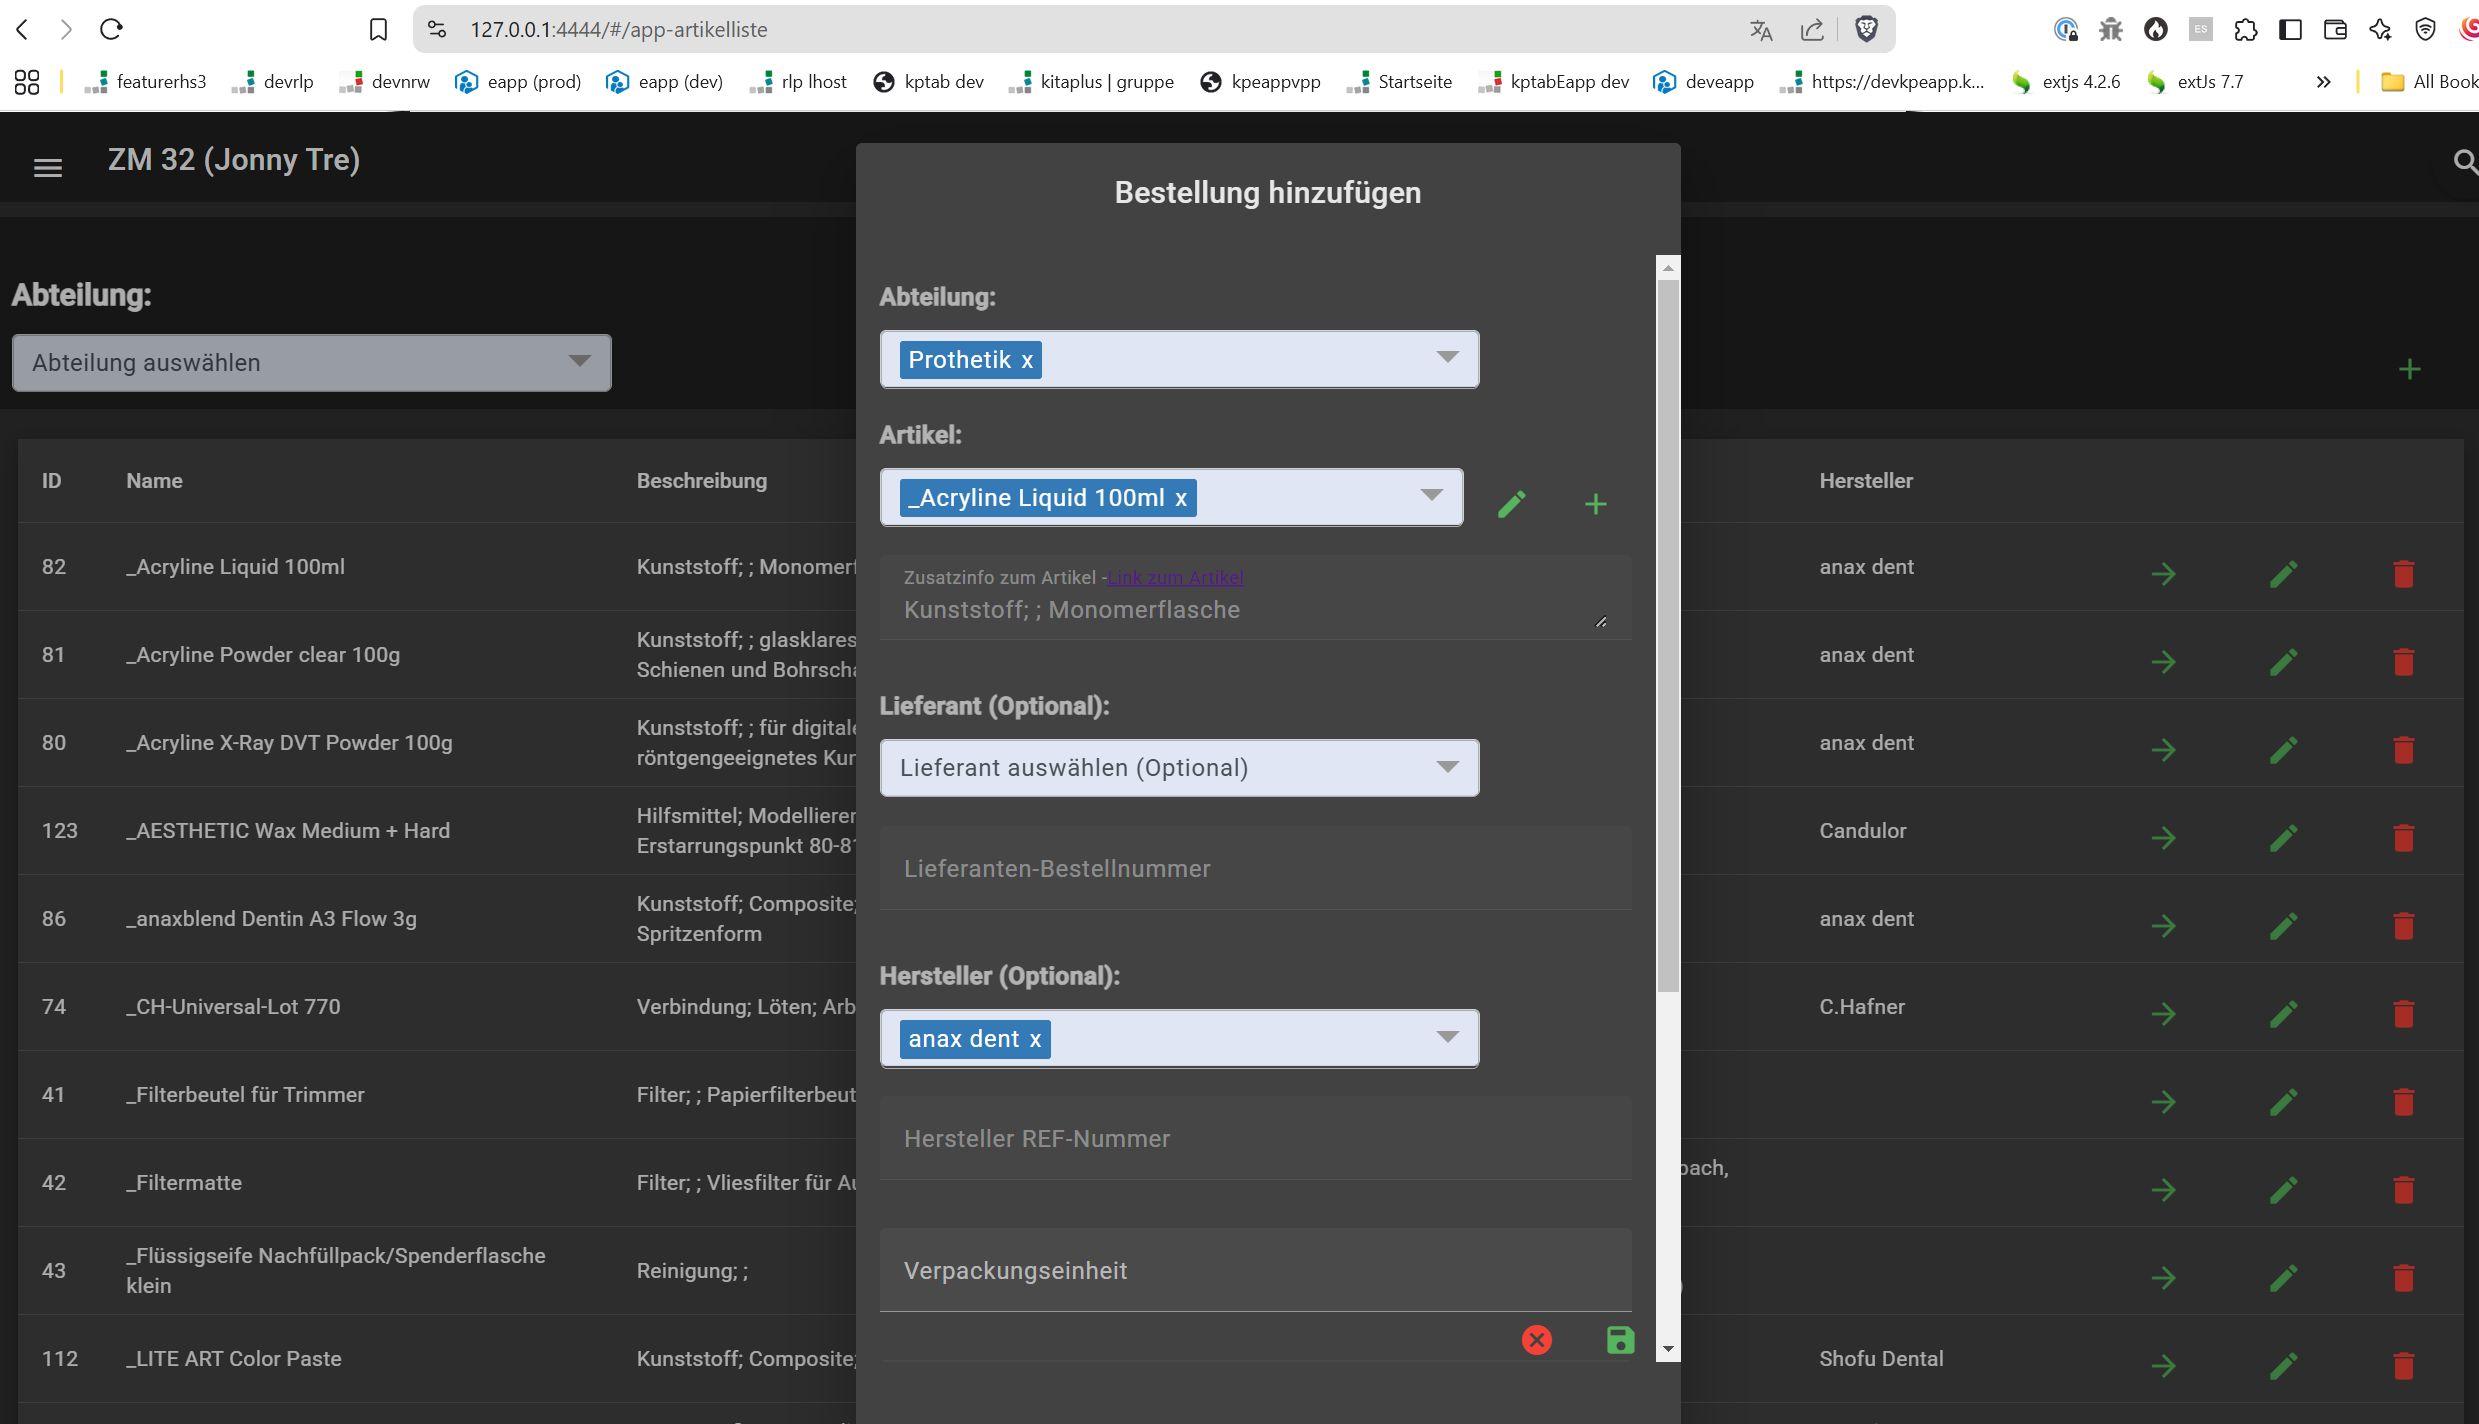 127.0.0.1:4444/#/app-artikelliste
featurerhs3
devrlp
devnrw
eapp (prod)
eapp (dev)
rlp lhost
kptab dev
kitaplus | gruppe
kpeappvpp
Startseite
kptabEapp dev
deveapp
https://devkpeapp.k...
extjs 4.2.6
extJs 7.7
All Book
ZM 32 (Jonny Tre)
Abteilung:
Abteilung auswählen
ID Name Beschreibung Hersteller
82 _Acryline Liquid 100ml Kunststoff; ; Monomerf anax dent
81 _Acryline Powder clear 100g Kunststoff; ; glasklares anax dent
Schienen und Bohrscha
80 _Acryline X-Ray DVT Powder 100g Kunststoff; ; für digitale anax dent
röntgengeeignetes Kur
123 _AESTHETIC Wax Medium + Hard Hilfsmittel; Modellierer Candulor
Erstarrungspunkt 80-81
86 _anaxblend Dentin A3 Flow 3g Kunststoff; Composite; anax dent
Spritzenform
74 _CH-Universal-Lot 770 Verbindung; Löten; Arb C.Hafner
41 _Filterbeutel für Trimmer Filter; ; Papierfilterbeut
42 _Filtermatte Filter; ; Vliesfilter für Au bach,
43 _Flüssigseife Nachfüllpack/Spenderflasche
klein Reinigung; ;
112 _LITE ART Color Paste Kunststoff; Composite; Shofu Dental
Bestellung hinzufügen
Abteilung:
Prothetik x
Artikel:
_Acryline Liquid 100ml x
Zusatzinfo zum Artikel -Link zum Artikel
Kunststoff; ; Monomerflasche
Lieferant (Optional):
Lieferant auswählen (Optional)
Lieferanten-Bestellnummer
Hersteller (Optional):
anax dent x
Hersteller REF-Nummer
Verpackungseinheit